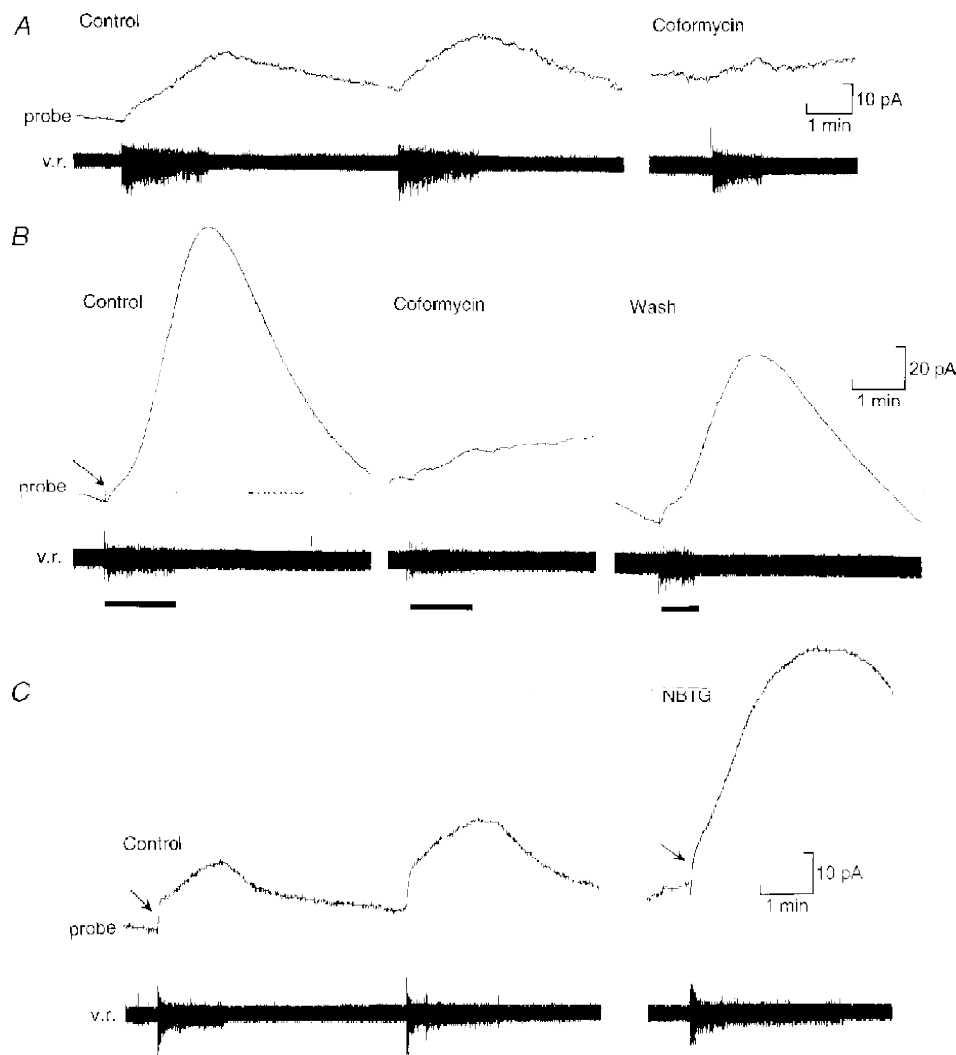 A
Control
Coformycin
probe
10 pA
1 min
v.r.
B
Control
Coformycin
Wash
20 pA
1 min
probe
v.r.
C
NBTG
Control
10 pA
1 min
probe
v.r.